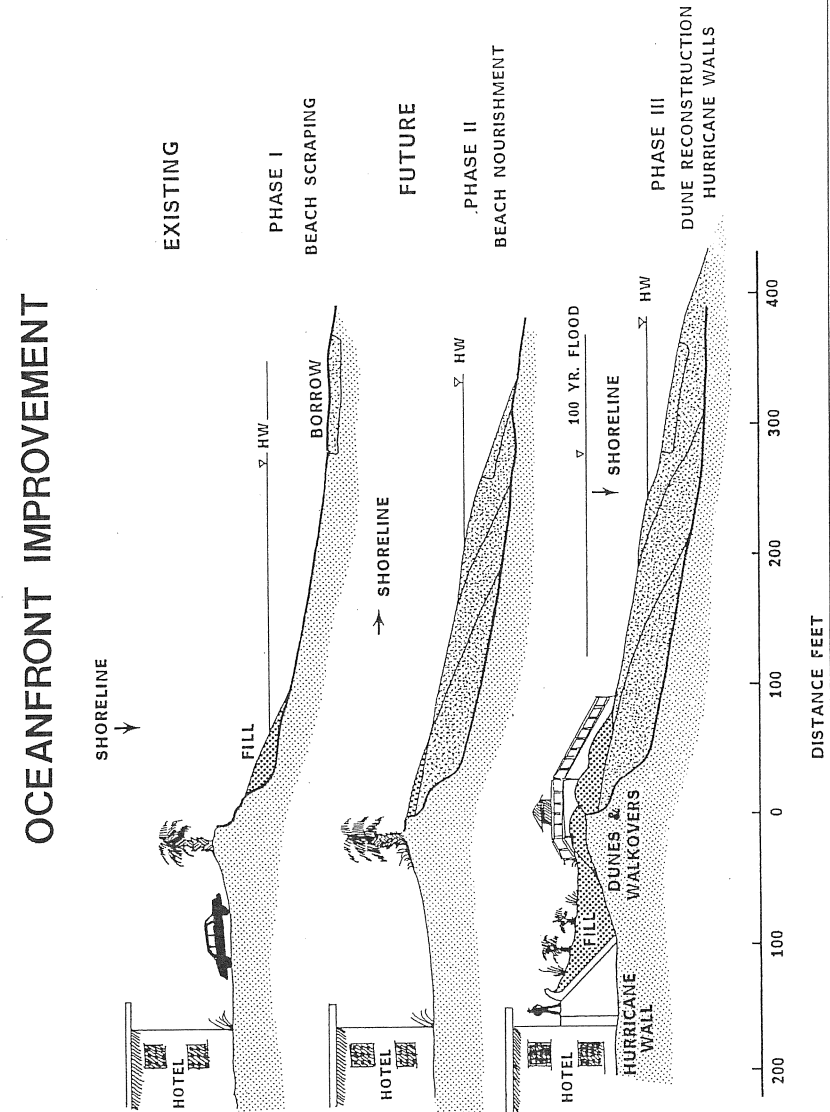 OCEANFRONT IMPROVEMENT
EXISTING
PHASE I
BEACH SCRAPING
SHORELINE
HW
FILL
BORROW
HOTEL
FUTURE
PHASE II
BEACH NOURISHMENT
SHORELINE
HW
HOTEL
PHASE III
DUNE RECONSTRUCTION
HURRICANE WALLS
100 YR. FLOOD
SHORELINE
HW
HOTEL
FILL
DUNES &
WALKOVERS
HURRICANE
WALL
200 100 0 100 200 300 400
DISTANCE FEET